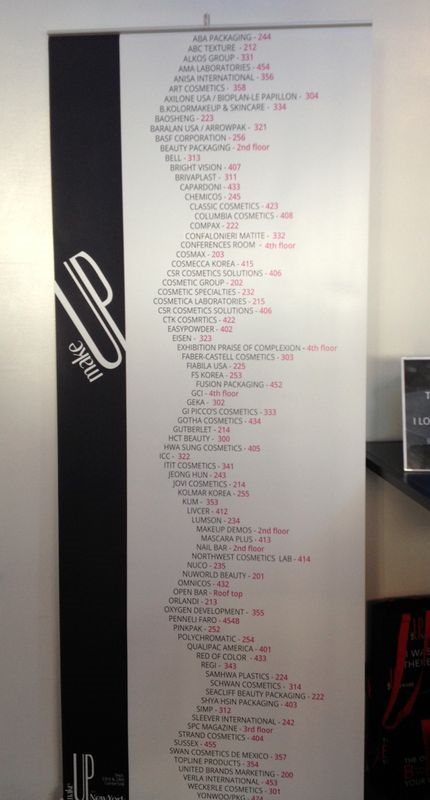 ABA PACKAGING - 244
ABC TEXTURE - 212
ALKOS GROUP - 331
AMA LABORATORIES - 454
ANISA INTERNATIONAL - 356
ART COSMETICS - 358
AXILONE USA / BIOPLAN-LE PAPILLON - 304
B.KOLORMAKEUP & SKINCARE - 334
BAOSHENG - 223
BARALAN USA / ARROWPAK - 321
BASF CORPORATION - 256
BEAUTY PACKAGING - 2nd floor
BELL - 313
BRIGHT VISION - 407
BRIVAPLAST - 311
CAPARDONI - 433
CHEMICOS - 245
CLASSIC COSMETICS - 423
COLUMBIA COSMETICS - 408
COMPAX - 222
CONFALONIERI MATITE - 332
CONFERENCES ROOM - 4th floor
COSMAX - 203
COSMECCA KOREA - 415
CSR COSMETICS SOLUTIONS - 406
COSMETIC GROUP - 202
COSMETIC SPECIALTIES - 232
COSMETICA LABORATORIES - 215
CSR COSMETICS SOLUTIONS - 406
CTK COSMRTICS - 422
EASYPOWDER - 402
EISEN - 323
EXHIBITION PRAISE OF COMPLEXION - 4th floor
FABER-CASTELL COSMETICS - 303
FIABILA USA - 225
FS KOREA - 253
FUSION PACKAGING - 452
GCI - 4th floor
GEKA - 302
GI PICCO'S COSMETICS - 333
GOTHA COSMETICS - 434
GUTBERLET - 214
HCT BEAUTY - 300
HWA SUNG COSMETICS - 405
ICC - 322
ITIT COSMETICS - 341
JEONG HUN - 243
JOVI COSMETICS - 214
KOLMAR KOREA - 255
KUM - 353
LIVCER - 412
LUMSON - 234
MAKEUP DEMOS - 2nd floor
MASCARA PLUS - 413
NAIL BAR - 2nd floor
NORTHWEST COSMETICS LAB - 414
NUCO - 235
NUWORLD BEAUTY - 201
OMNICOS - 432
OPEN BAR - Roof top
ORLANDI - 213
OXYGEN DEVELOPMENT - 355
PENNELI FARO - 454B
PINKPAK - 252
POLYCHROMATIC - 254
QUALIPAC AMERICA - 401
RED OF COLOR - 433
REGI - 343
SAMHWA PLASTICS - 224
SCHWAN COSMETICS - 314
SEACLIFF BEAUTY PACKAGING - 222
SHYA HSIN PACKAGING - 403
SIMP - 312
SLEEVER INTERNATIONAL - 242
SPC MAGAZINE - 3rd floor
STRAND COSMETICS - 404
SUSSEX - 455
SWAN COSMETICS DE MEXICO - 357
TOPLINE PRODUCTS - 354
UNITED BRANDS MARKETING - 200
VERLA INTERNATIONAL - 453
WECKERLE COSMETICS - 301
YONWOO/PKG - 424
make UP
make UP
New York
I LO